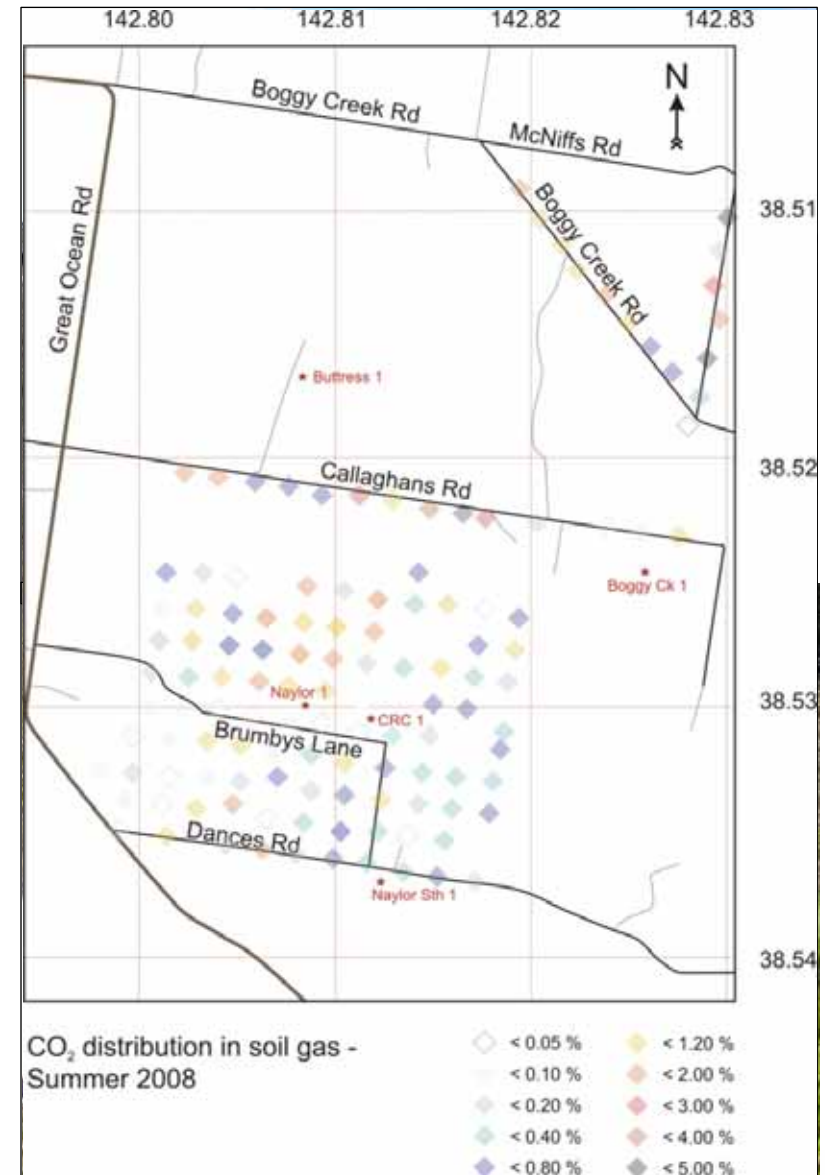 142.80 142.81 142.82 142.83
N
Boggy Creek Rd
McNiffs Rd
Boggy Creek Rd
Great Ocean Rd
38.51
Buttress 1
38.52
Callaghans Rd
Boggy Ck 1
Naylor 1
38.53
CRC 1
Brumbys Lane
Dances Rd
Naylor Sth 1
38.54
CO₂ distribution in soil gas -
Summer 2008
< 0.05 %
< 0.10 %
< 0.20 %
< 0.40 %
< 0.80 %
< 1.20 %
< 2.00 %
< 3.00 %
< 4.00 %
< 5.00 %